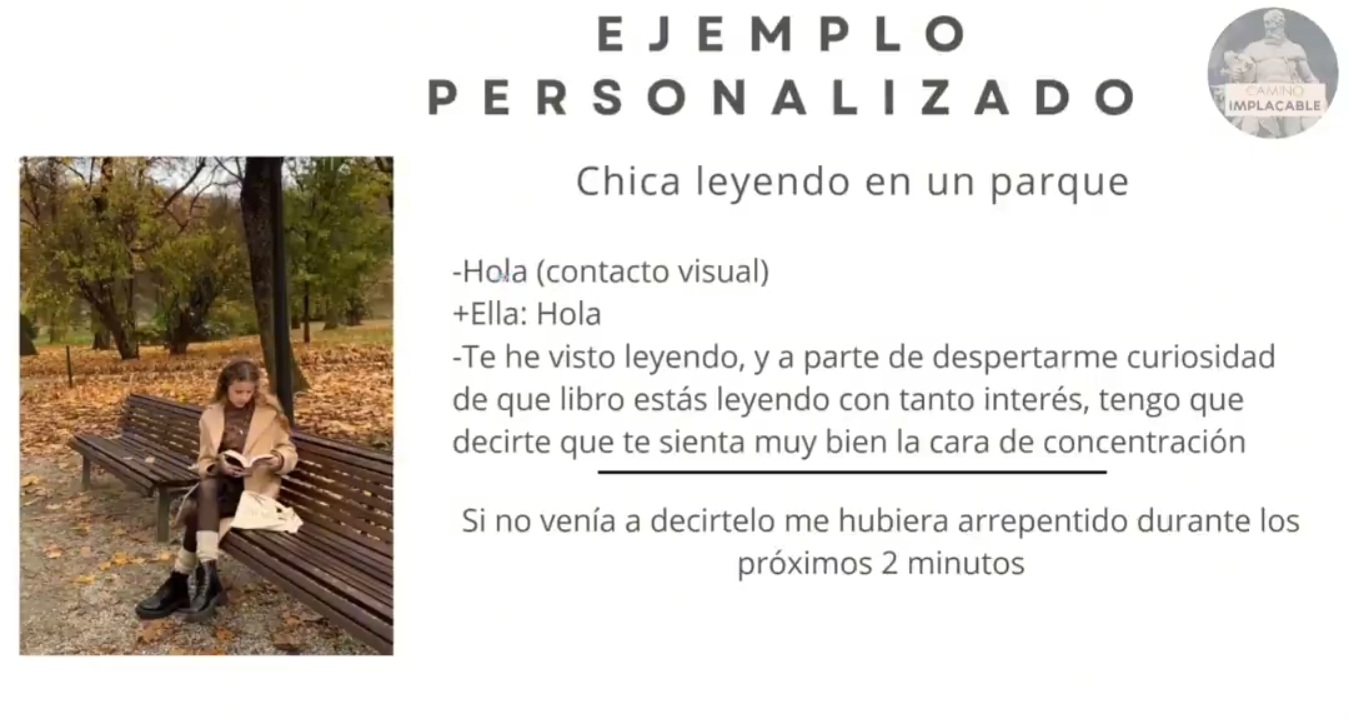 EJEMPLO
PERSONALIZADO
CAMINO
IMPLACABLE
Chica leyendo en un parque
-Hola (contacto visual)
+Ella: Hola
-Te he visto leyendo, y a parte de despertarme curiosidad
de que libro estás leyendo con tanto interés, tengo que
decirte que te sienta muy bien la cara de concentración
Si no venía a decirtelo me hubiera arrepentido durante los
próximos 2 minutos